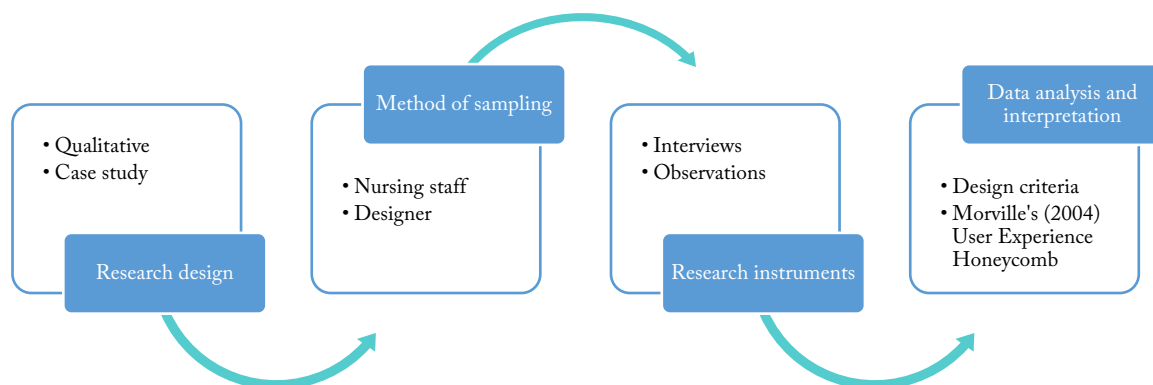 • Qualitative
• Case study
Research design
Method of sampling
• Nursing staff
• Designer
• Interviews
• Observations
Research instruments
Data analysis and
interpretation
• Design criteria
• Morville's (2004)
User Experience
Honeycomb